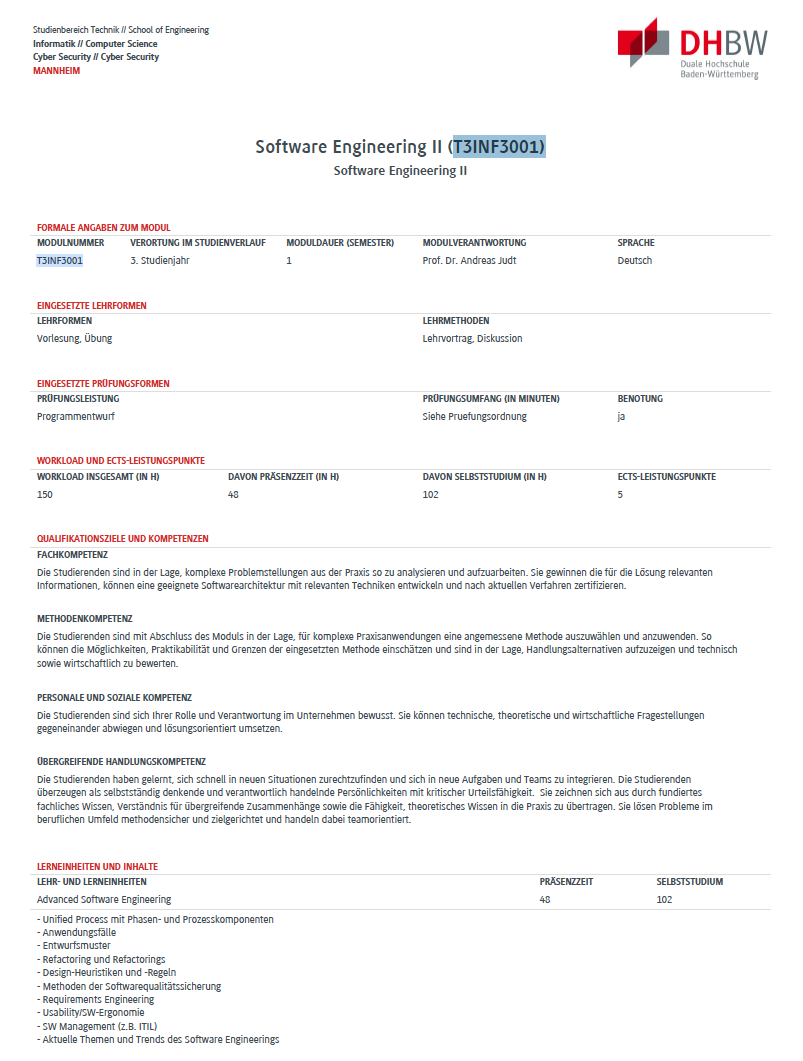 Studienbereich Technik // School of Engineering
Informatik // Computer Science
Cyber Security // Cyber Security
MANNHEIM
DHBW
Duale Hochschule
Baden-Württemberg
Software Engineering II (T3INF3001)
Software Engineering II
FORMALE ANGABEN ZUM MODUL
MODULNUMMER VERORTUNG IM STUDIENVERLAUF MODULDAUER (SEMESTER) MODULVERANTWORTUNG SPRACHE
T3INF3001 3. Studienjahr 1 Prof. Dr. Andreas Judt Deutsch
EINGESETZTE LEHRFORMEN
LEHRFORMEN LEHRMETHODEN
Vorlesung, Übung Lehrvortrag, Diskussion
EINGESETZTE PRÜFUNGSFORMEN
PRÜFUNGSLEISTUNG PRÜFUNGSUMFANG (IN MINUTEN) BENOTUNG
Programmentwurf Siehe Pruefungsordnung ja
WORKLOAD UND ECTS-LEISTUNGSPUNKTE
WORKLOAD INSGESAMT (IN H) DAVON PRÄSENZZEIT (IN H) DAVON SELBSTSTUDIUM (IN H) ECTS-LEISTUNGSPUNKTE
150 48 102 5
QUALIFIKATIONSZIELE UND KOMPETENZEN
FACHKOMPETENZ
Die Studierenden sind in der Lage, komplexe Problemstellungen aus der Praxis so zu analysieren und aufzuarbeiten. Sie gewinnen die für die Lösung relevanten
Informationen, können eine geeignete Softwarearchitektur mit relevanten Techniken entwickeln und nach aktuellen Verfahren zertifizieren.
METHODENKOMPETENZ
Die Studierenden sind mit Abschluss des Moduls in der Lage, für komplexe Praxisanwendungen eine angemessene Methode auszuwählen und anzuwenden. So
können die Möglichkeiten, Praktikabilität und Grenzen der eingesetzten Methode einschätzen und sind in der Lage, Handlungsalternativen aufzuzeigen und technisch
sowie wirtschaftlich zu bewerten.
PERSONALE UND SOZIALE KOMPETENZ
Die Studierenden sind sich Ihrer Rolle und Verantwortung im Unternehmen bewusst. Sie können technische, theoretische und wirtschaftliche Fragestellungen
gegeneinander abwiegen und lösungsorientiert umsetzen.
ÜBERGREIFENDE HANDLUNGSKOMPETENZ
Die Studierenden haben gelernt, sich schnell in neuen Situationen zurechtzufinden und sich in neue Aufgaben und Teams zu integrieren. Die Studierenden
überzeugen als selbstständig denkende und verantwortlich handelnde Persönlichkeiten mit kritischer Urteilsfähigkeit. Sie zeichnen sich aus durch fundiertes
fachliches Wissen, Verständnis für übergreifende Zusammenhänge sowie die Fähigkeit, theoretisches Wissen in die Praxis zu übertragen. Sie lösen Probleme im
beruflichen Umfeld methodensicher und zielgerichtet und handeln dabei teamorientiert.
LERNEINHEITEN UND INHALTE
LEHR- UND LERNEINHEITEN PRÄSENZZEIT SELBSTSTUDIUM
Advanced Software Engineering 48 102
- Unified Process mit Phasen- und Prozesskomponenten
- Anwendungsfälle
- Entwurfsmuster
- Refactoring und Refactorings
- Design-Heuristiken und -Regeln
- Methoden der Softwarequalitätssicherung
- Requirements Engineering
- Usability/SW-Ergonomie
- SW Management (z.B. ITIL)
- Aktuelle Themen und Trends des Software Engineerings